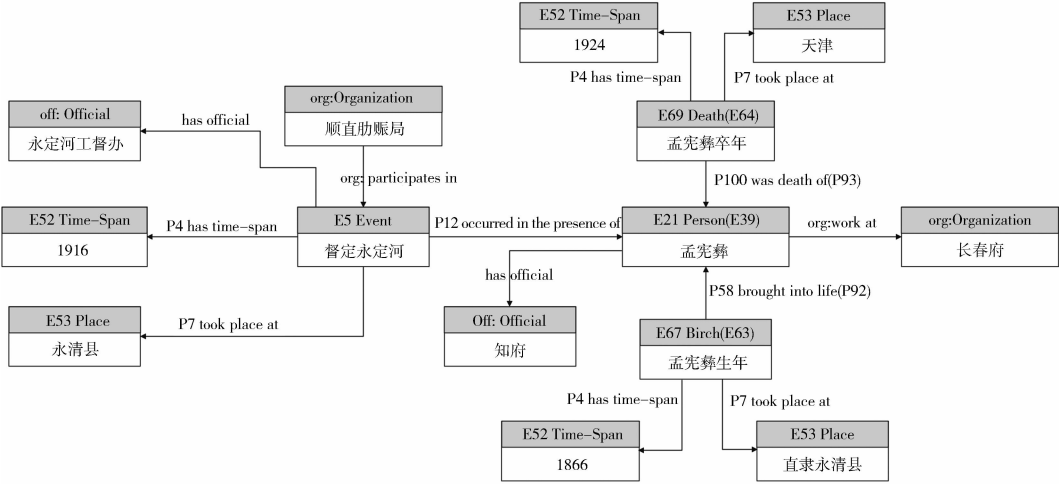 E52 Time-Span
1924
E53 Place
天津
P4 has time-span
P7 took place at
off: Official
永定河工督办
has official
org:Organization
顺直肋赈局
E69 Death(E64)
孟宪彝卒年
org: participates in
P100 was death of(P93)
E52 Time-Span
1916
P4 has time-span
E5 Event
督定永定河
P12 occurred in the presence of
E21 Person(E39)
孟宪彝
org:work at
org:Organization
长春府
has official
P58 brought into life(P92)
E53 Place
永清县
P7 took place at
Off: Official
知府
E67 Birch(E63)
孟宪彝生年
P4 has time-span
P7 took place at
E52 Time-Span
1866
E53 Place
直隶永清县